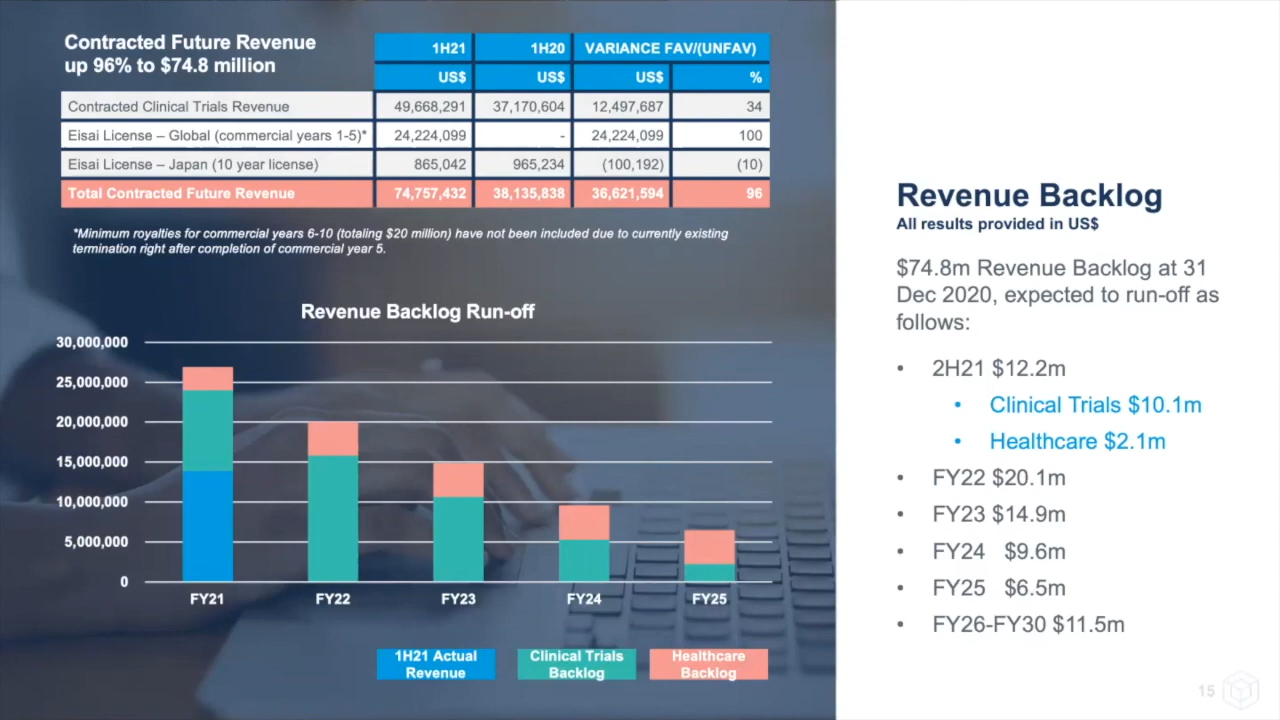 Contracted Future Revenue
up 96% to $74.8 million
1H21 1H20 VARIANCE FAV/(UNFAV)
US$ US$ US$ %
Contracted Clinical Trials Revenue 49,668,291 37,170,604 12,497,687 34
Eisai License – Global (commercial years 1-5)* 24,224,099 - 24,224,099 100
Eisai License – Japan (10 year license) 865,042 965,234 (100,192) (10)
Total Contracted Future Revenue 74,757,432 38,135,838 36,621,594 96
*Minimum royalties for commercial years 6-10 (totaling $20 million) have not been included due to currently existing
termination right after completion of commercial year 5.
Revenue Backlog Run-off
30,000,000
25,000,000
20,000,000
15,000,000
10,000,000
5,000,000
0
FY21 FY22 FY23 FY24 FY25
1H21 Actual
Revenue
Clinical Trials
Backlog
Healthcare
Backlog
Revenue Backlog
All results provided in US$
$74.8m Revenue Backlog at 31
Dec 2020, expected to run-off as
follows:
• 2H21 $12.2m
• Clinical Trials $10.1m
• Healthcare $2.1m
• FY22 $20.1m
• FY23 $14.9m
• FY24 $9.6m
• FY25 $6.5m
• FY26-FY30 $11.5m
15